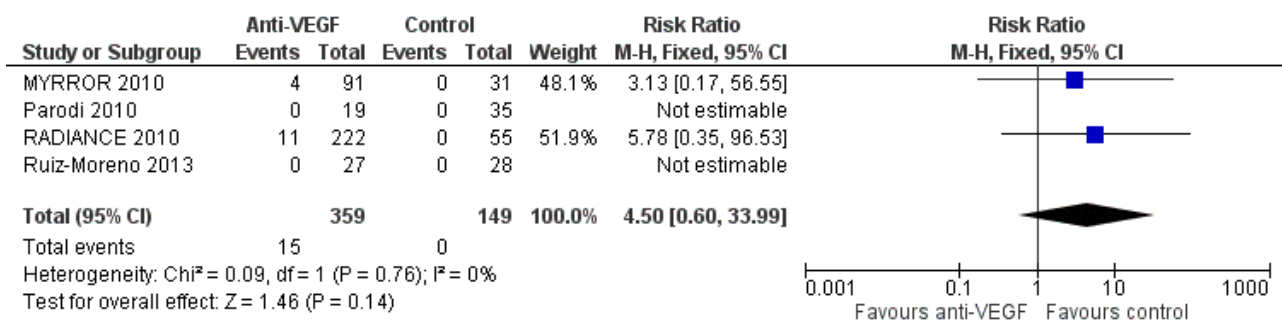 Anti-VEGF Control Risk Ratio Risk Ratio
Study or Subgroup Events Total Events Total Weight M-H, Fixed, 95% CI M-H, Fixed, 95% CI
MYRROR 2010 4 91 0 31 48.1% 3.13 [0.17, 56.55]
Parodi 2010 0 19 0 35 Not estimable
RADIANCE 2010 11 222 0 55 51.9% 5.78 [0.35, 96.53]
Ruiz-Moreno 2013 0 27 0 28 Not estimable
Total (95% CI) 359 149 100.0% 4.50 [0.60, 33.99]
Total events 15 0
Heterogeneity: Chi² = 0.09, df = 1 (P = 0.76); I² = 0%
Test for overall effect: Z = 1.46 (P = 0.14)
0.001 0.1 1 10 1000
Favours anti-VEGF Favours control